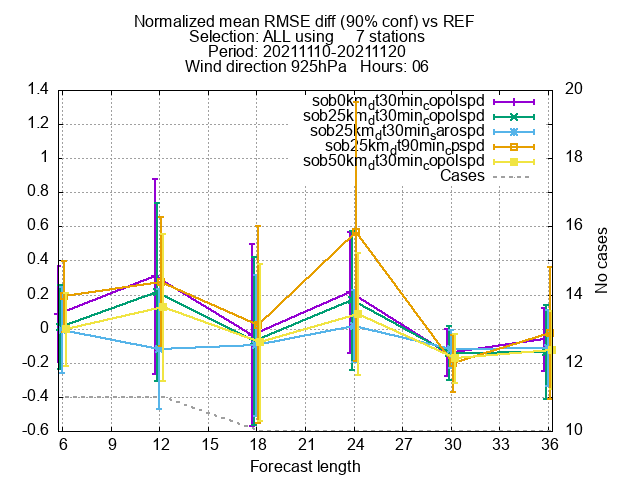 Normalized mean RMSE diff (90% conf) vs REF
Selection: ALL using 7 stations
Period: 20211110-20211120
Wind direction 925hPa Hours: 06
sob0km_dt30min_copolspd
sob25km_dt30min_copolspd
sob25km_dt30min_sarospd
sob25km_dt90min_cpspd
sob50km_dt30min_copolspd
Cases
1.4
1.2
1
0.8
0.6
0.4
0.2
0
-0.2
-0.4
-0.6
20
18
16
14
12
10
No cases
6 9 12 15 18 21 24 27 30 33 36
Forecast length